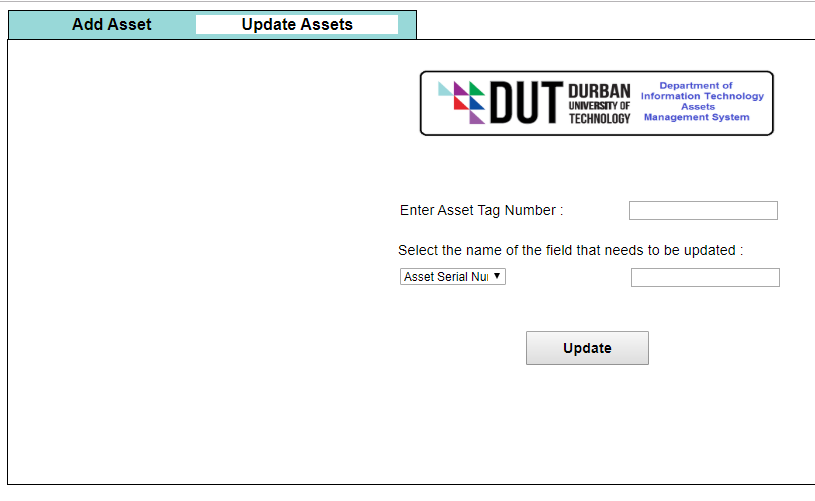 Add Asset Update Assets
DUT DURBAN UNIVERSITY OF TECHNOLOGY
Department of
Information Technology
Assets
Management System
Enter Asset Tag Number :
Select the name of the field that needs to be updated :
Asset Serial Nu
Update